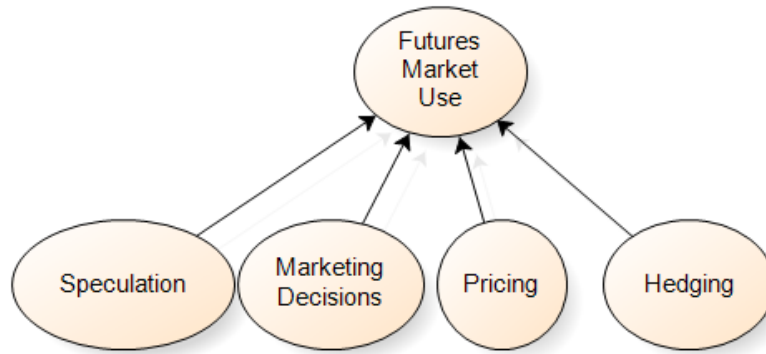 Futures
Market
Use
Speculation
Marketing
Decisions
Pricing
Hedging